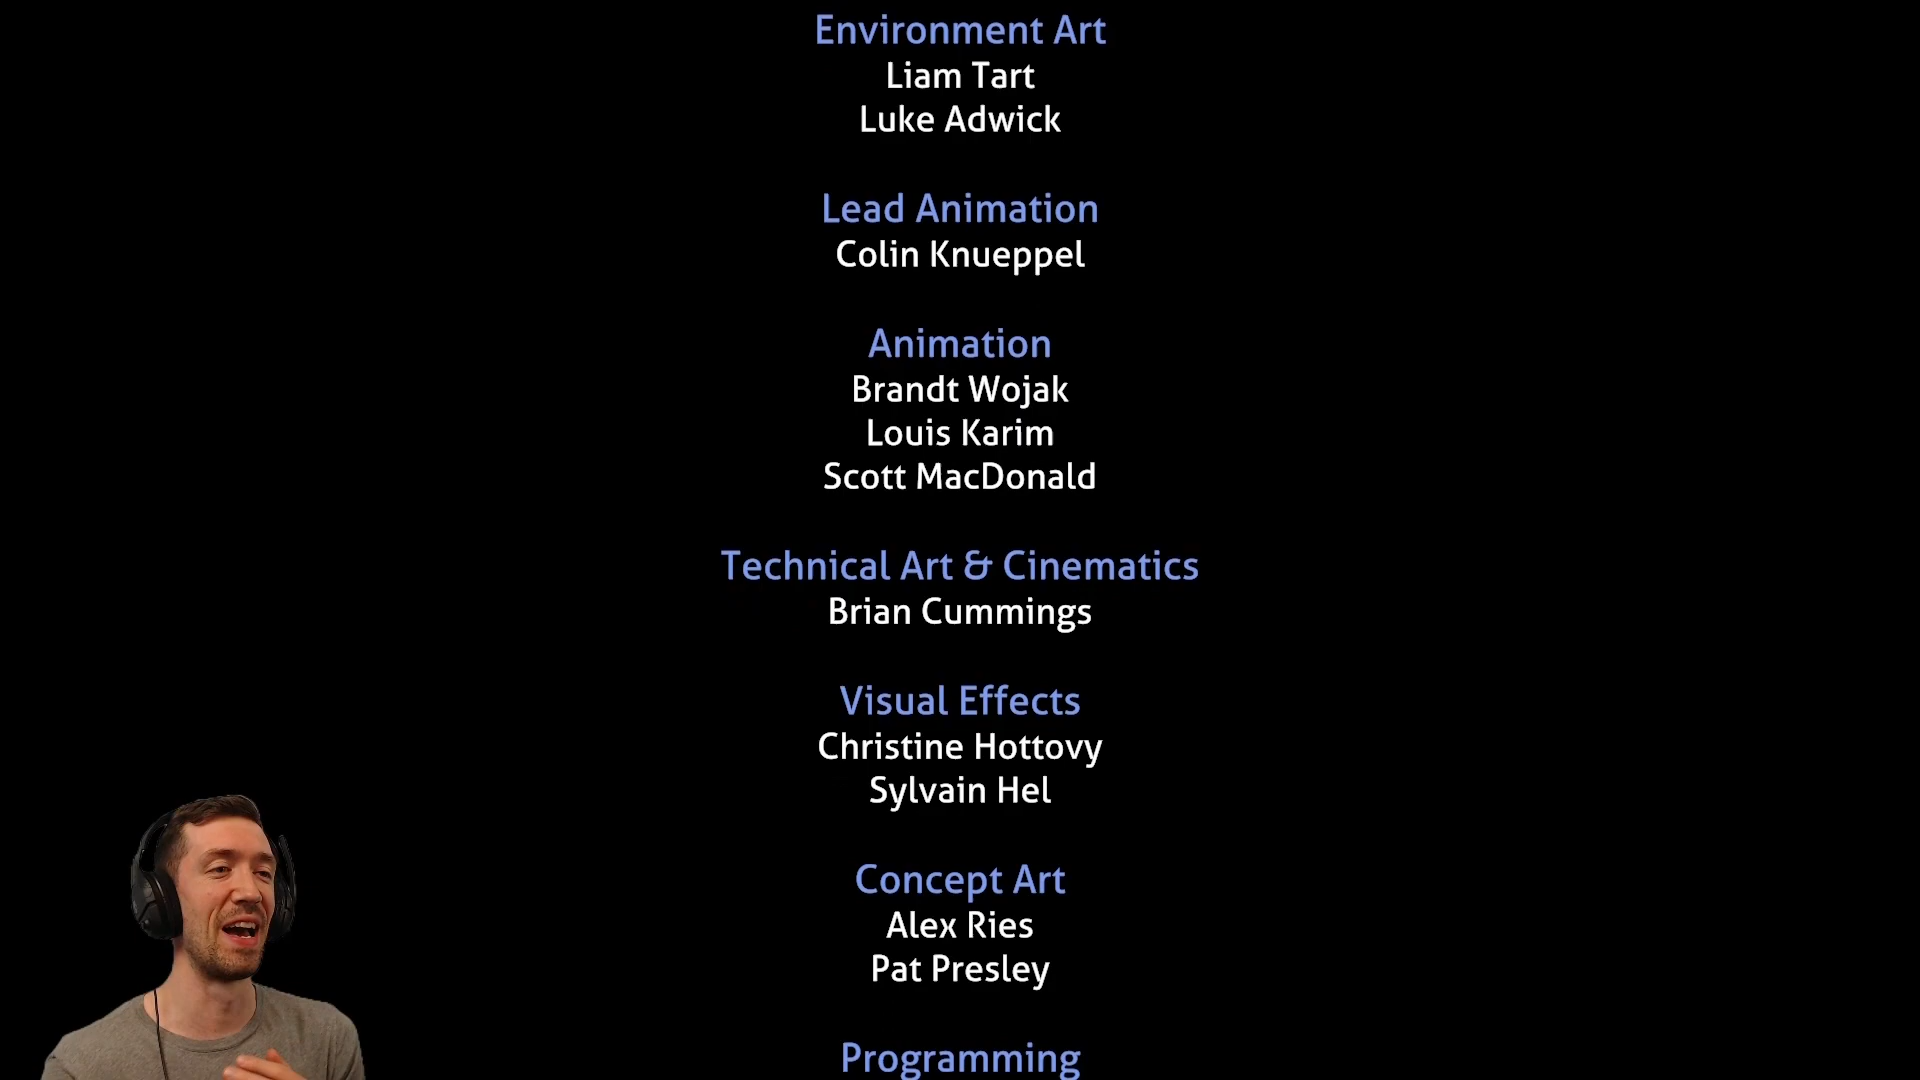 Environment Art
Liam Tart
Luke Adwick
Lead Animation
Colin Knueppel
Animation
Brandt Wojak
Louis Karim
Scott MacDonald
Technical Art & Cinematics
Brian Cummings
Visual Effects
Christine Hottovy
Sylvain Hel
Concept Art
Alex Ries
Pat Presley
Programming